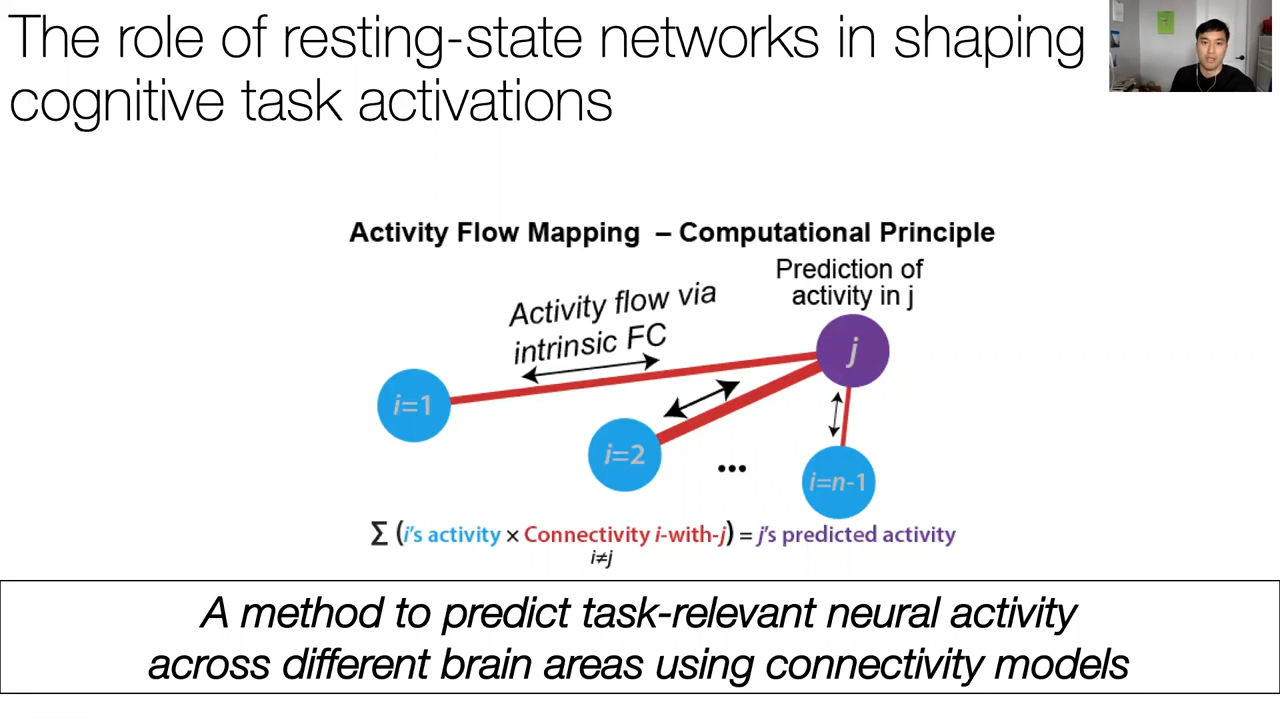 The role of resting-state networks in shaping
cognitive task activations
Activity Flow Mapping – Computational Principle
Prediction of
activity in j
Activity flow via
intrinsic FC
j
i=1
i=2
...
i=n-1
∑ (i's activity × Connectivity i-with-j) = j's predicted activity
i≠j
A method to predict task-relevant neural activity
across different brain areas using connectivity models